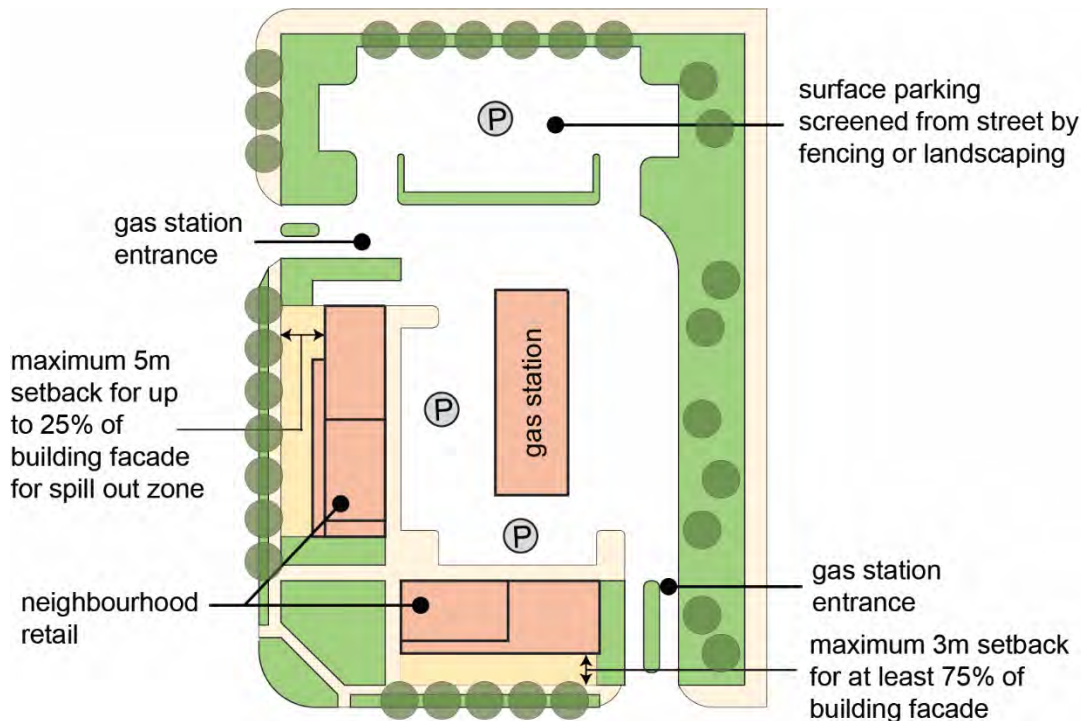 P
surface parking
screened from street by
fencing or landscaping
gas station
entrance
maximum 5m
setback for up
to 25% of
building facade
for spill out zone
gas station
P
P
neighbourhood
retail
gas station
entrance
maximum 3m setback
for at least 75% of
building facade